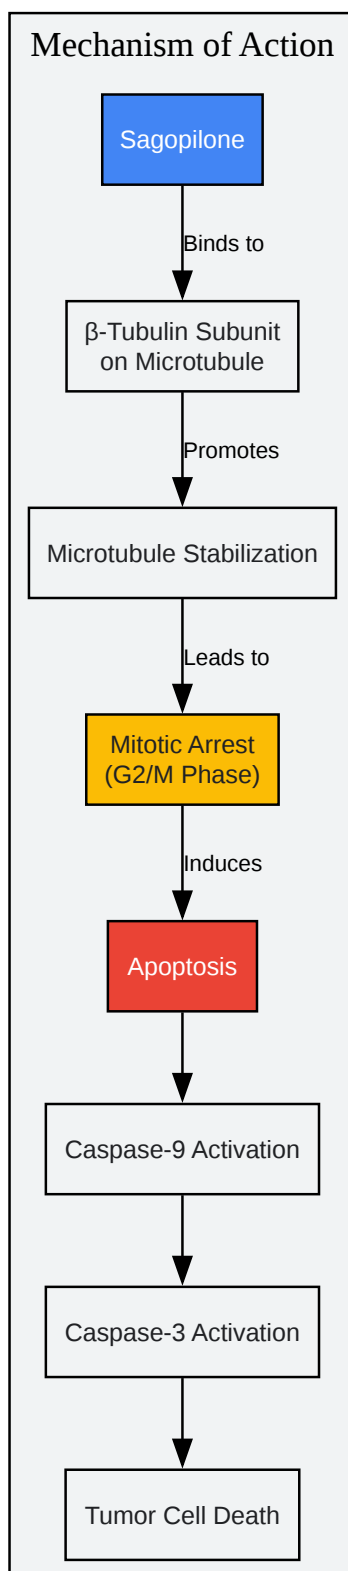 Mechanism of Action
Sagopilone
Binds to
β-Tubulin Subunit
on Microtubule
Promotes
Microtubule Stabilization
Leads to
Mitotic Arrest
(G2/M Phase)
Induces
Apoptosis
Caspase-9 Activation
Caspase-3 Activation
Tumor Cell Death